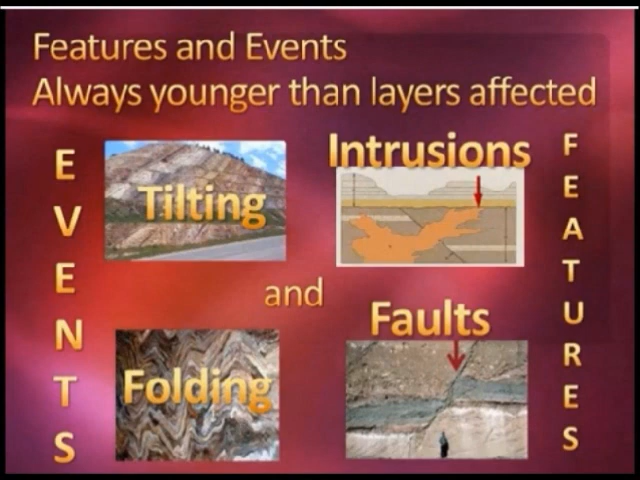 Features and Events
Always younger than layers affected
EVENTS
Tilting
Intrusions
and
Folding
Faults
FEATURES